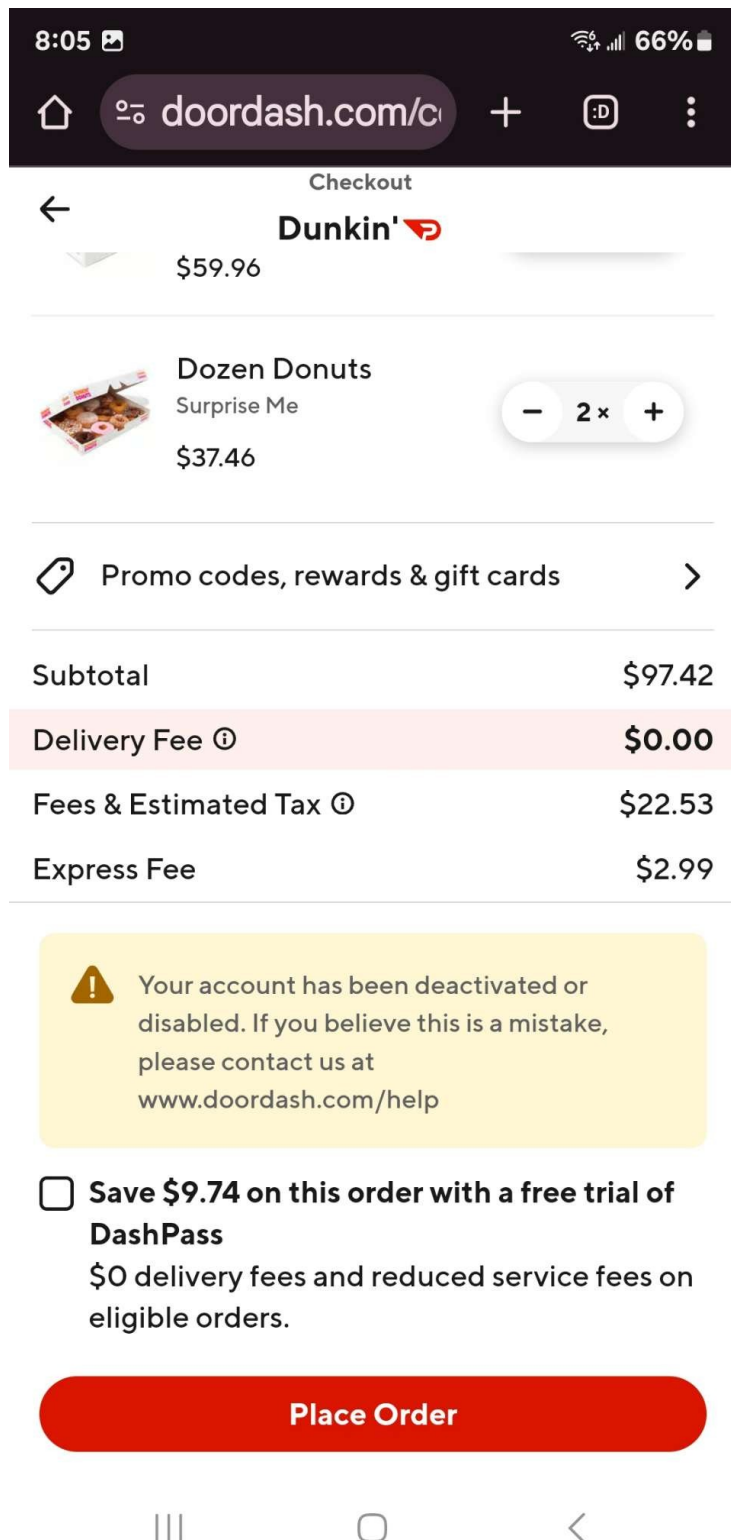 8:05 66%
doordash.com/c
:D
Checkout
Dunkin'
$59.96
Dozen Donuts
Surprise Me
2 ×
$37.46
Promo codes, rewards & gift cards
Subtotal $97.42
Delivery Fee $0.00
Fees & Estimated Tax $22.53
Express Fee $2.99
Your account has been deactivated or
disabled. If you believe this is a mistake,
please contact us at
www.doordash.com/help
Save $9.74 on this order with a free trial of
DashPass
$0 delivery fees and reduced service fees on
eligible orders.
Place Order